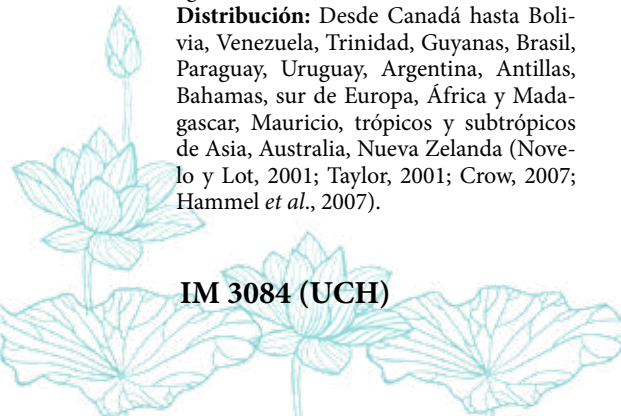 Distribución: Desde Canadá hasta Boli-
via, Venezuela, Trinidad, Guyanas, Brasil,
Paraguay, Uruguay, Argentina, Antillas,
Bahamas, sur de Europa, África y Mada-
gascar, Mauricio, trópicos y subtrópicos
de Asia, Australia, Nueva Zelanda (Nove-
lo y Lot, 2001; Taylor, 2001; Crow, 2007;
Hammel et al., 2007).
IM 3084 (UCH)